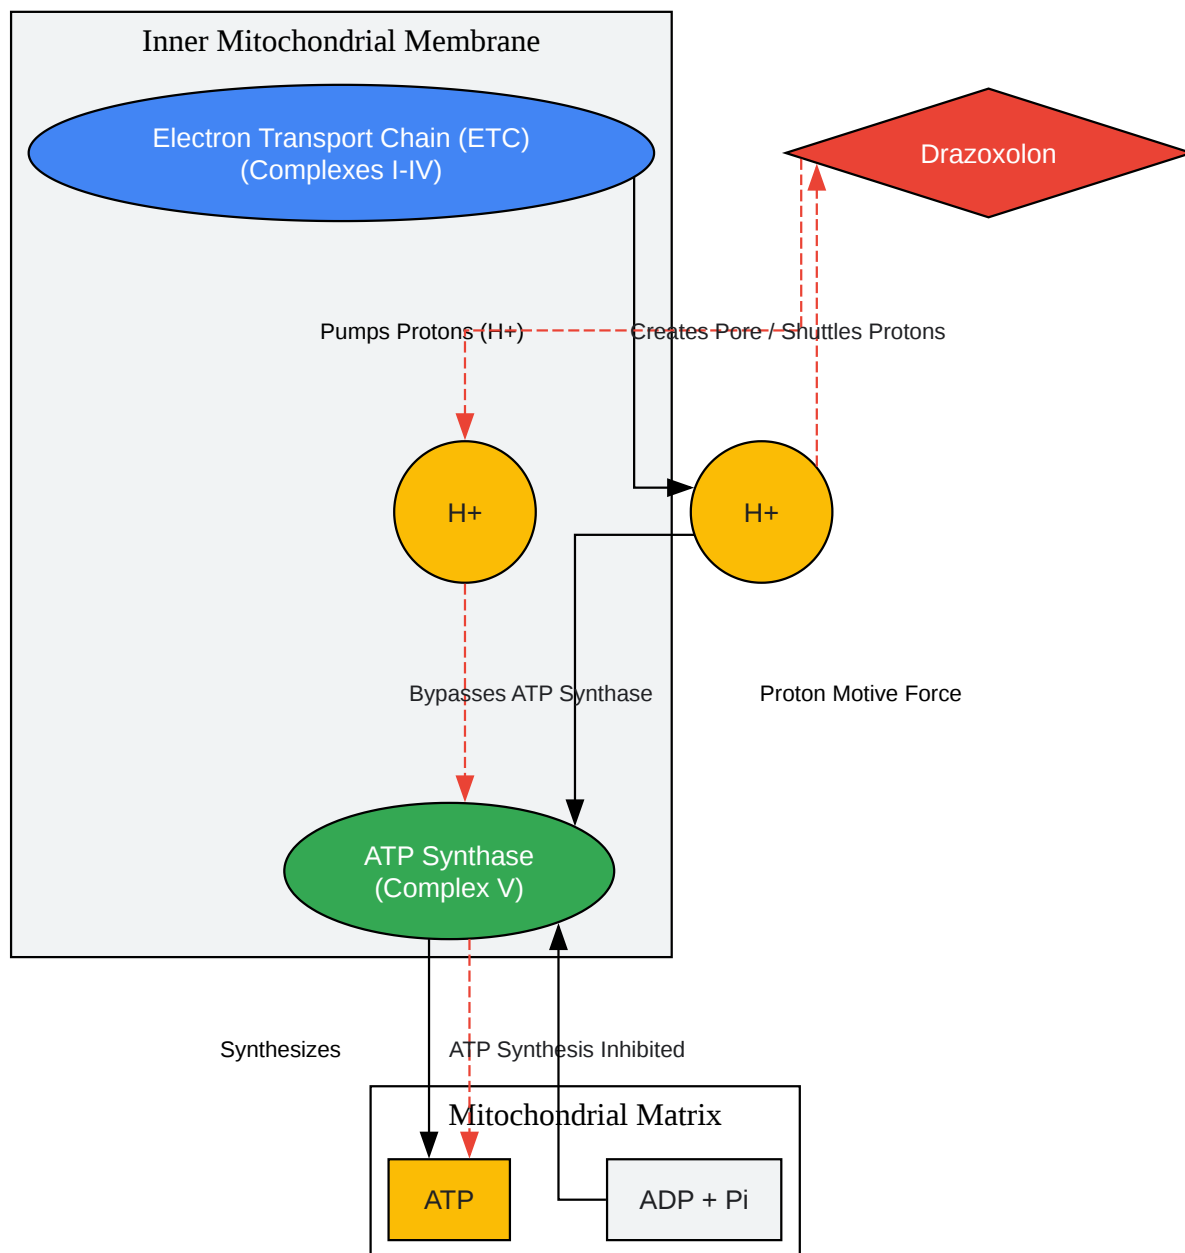 Inner Mitochondrial Membrane
Electron Transport Chain (ETC)
(Complexes I-IV)
Drazoxolon
Pumps Protons (H+)
Creates Pore / Shuttles Protons
H+
H+
Bypasses ATP Synthase
Proton Motive Force
ATP Synthase
(Complex V)
Synthesizes
ATP Synthesis Inhibited
Mitochondrial Matrix
ATP
ADP + Pi